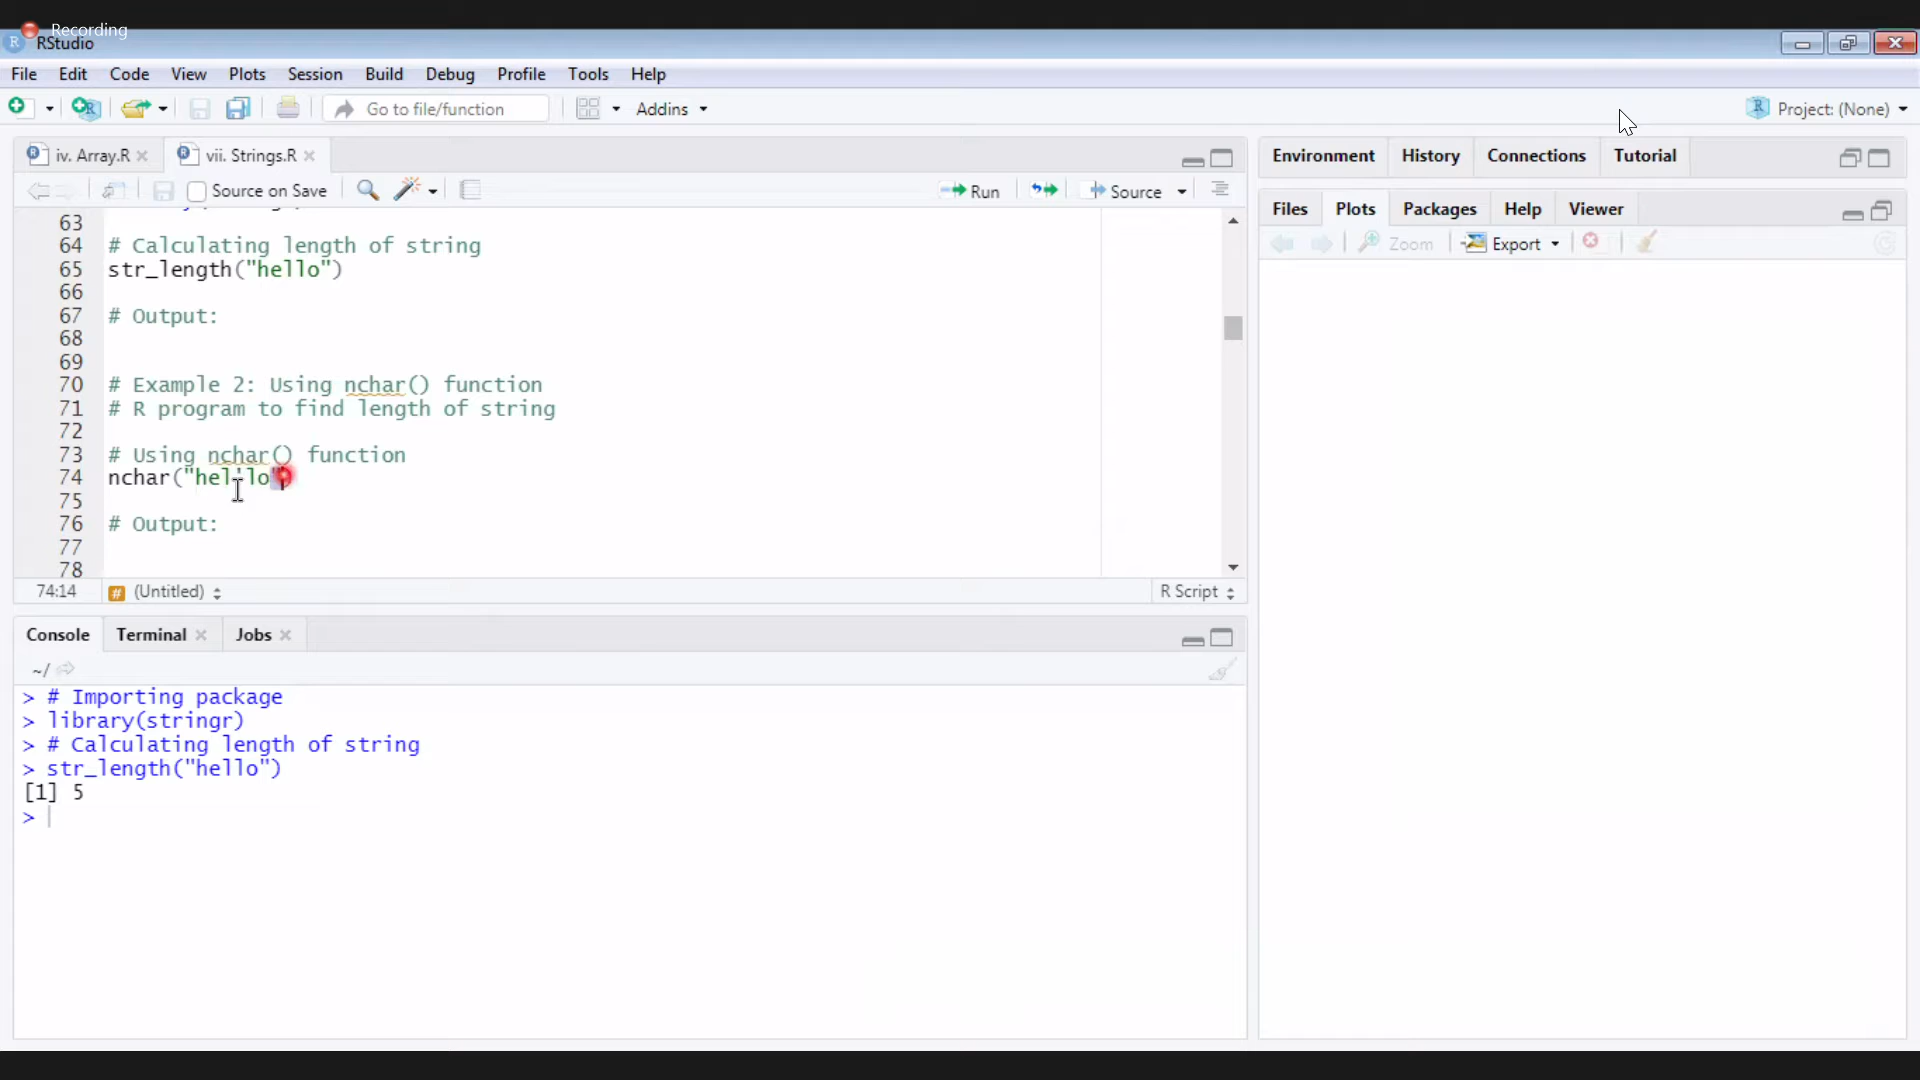 Recording
RStudio
File Edit Code View Plots Session Build Debug Profile Tools Help
Go to file/function Addins Project: (None)
iv. Array.R vii. Strings.R
Source on Save Run Source
63
64 # Calculating length of string
65 str_length("hello")
66
67 # Output:
68
69
70 # Example 2: Using nchar() function
71 # R program to find length of string
72
73 # Using nchar() function
74 nchar("hel'lo"
75
76 # Output:
77
78
74:14 # (Untitled) R Script
Console Terminal Jobs
~/
> # Importing package
> library(stringr)
> # Calculating length of string
> str_length("hello")
[1] 5
>
Environment History Connections Tutorial
Files Plots Packages Help Viewer
Zoom Export